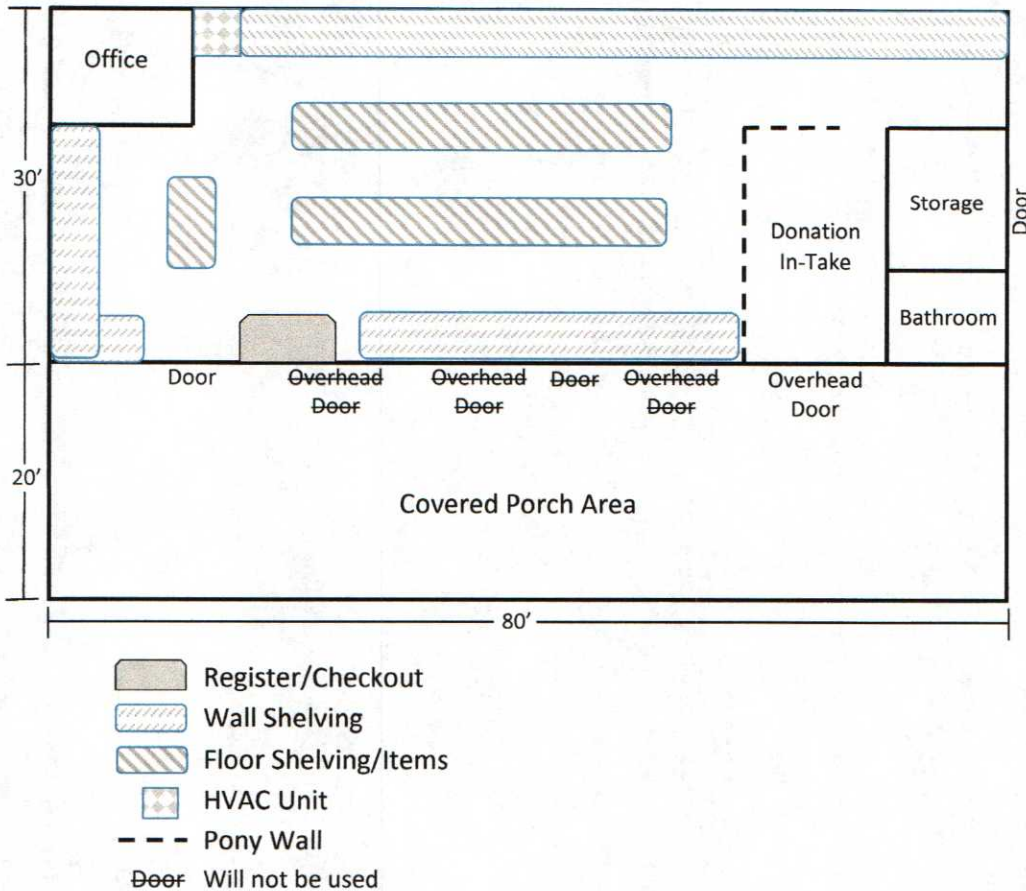 Office
30'
Storage
Door
Donation
In-Take
Bathroom
Door
Overhead
Door
Overhead
Door
Door
Overhead
Door
Overhead
Door
20'
Covered Porch Area
80'
Register/Checkout
Wall Shelving
Floor Shelving/Items
HVAC Unit
Pony Wall
Door Will not be used